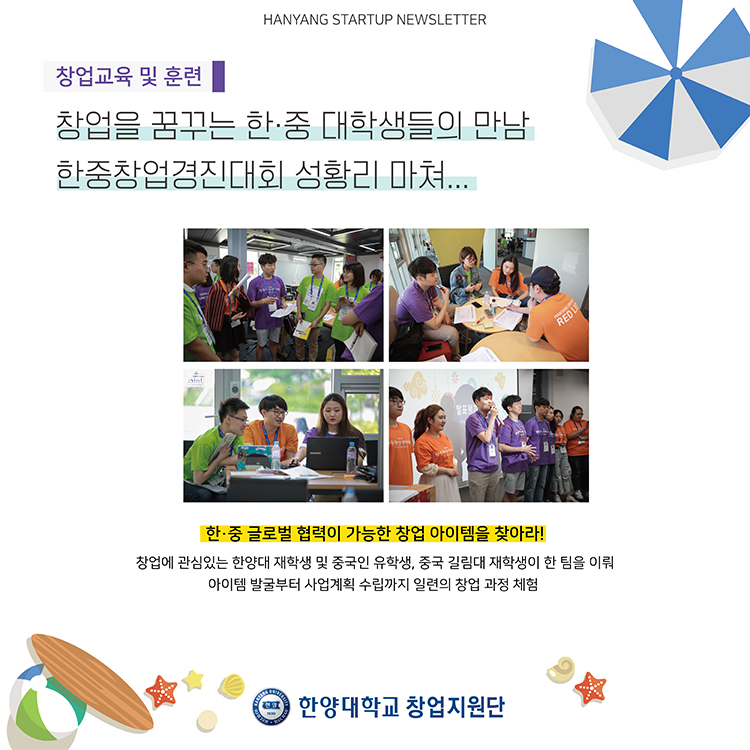 HANYANG STARTUP NEWSLETTER
창업교육 및 훈련
창업을 꿈꾸는 한·중 대학생들의 만남
한중창업경진대회 성황리 마쳐...
RED
발표
한·중 글로벌 협력이 가능한 창업 아이템을 찾아라!
창업에 관심있는 한양대 재학생 및 중국인 유학생, 중국 길림대 재학생이 한 팀을 이뤄
아이템 발굴부터 사업계획 수립까지 일련의 창업 과정 체험
한양대학교 창업지원단